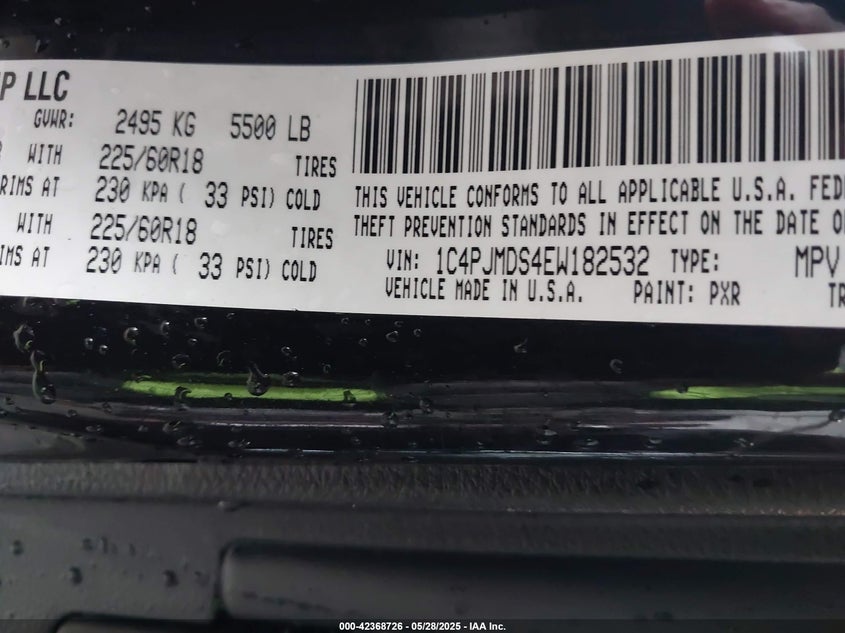 P LLC
GVWR: 2495 KG 5500 LB
WITH 225/60R18 TIRES
RIMS AT 230 KPA ( 33 PSI) COLD
WITH 225/60R18 TIRES
IMS AT 230 KPA ( 33 PSI) COLD
THIS VEHICLE CONFORMS TO ALL APPLICABLE U.S.A. FEDE
THEFT PREVENTION STANDARDS IN EFFECT ON THE DATE O
VIN: 1C4PJMDS4EW182532 TYPE: MPV
VEHICLE MADE IN U.S.A. PAINT: PXR TR
000-42368726 - 05/28/2025 - IAA Inc.